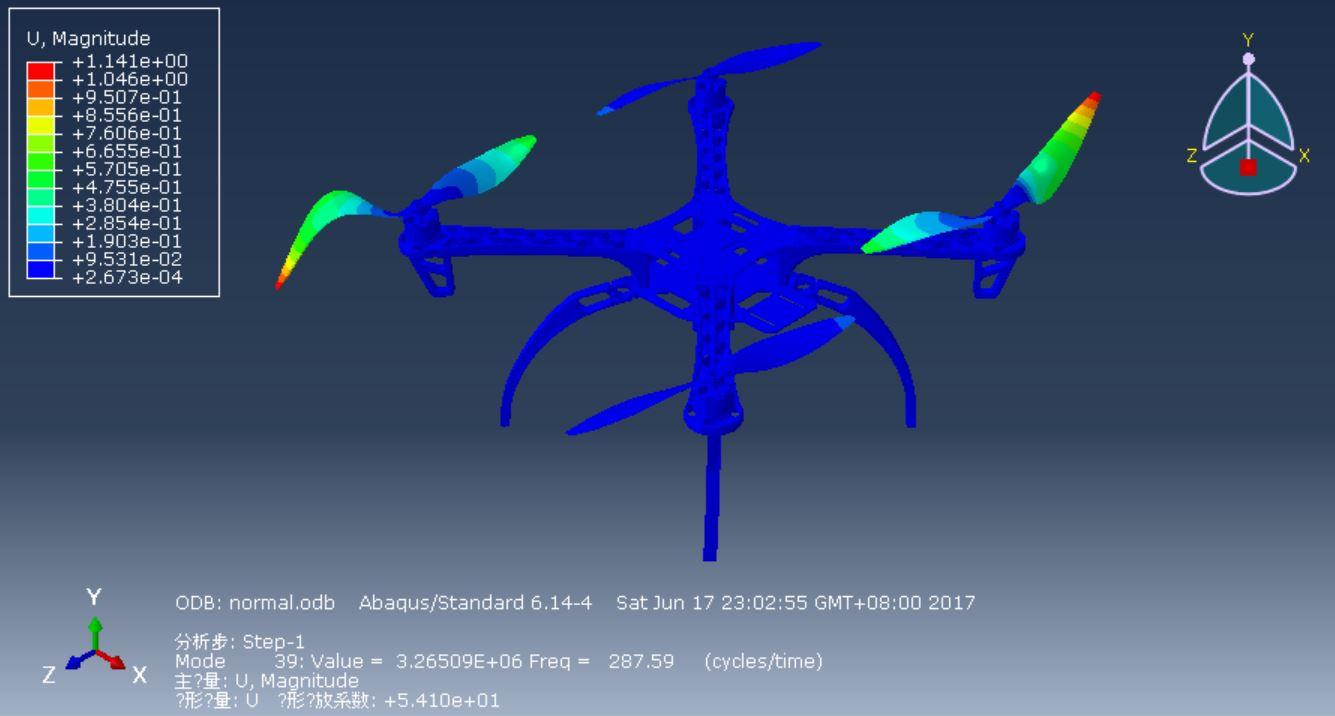 U, Magnitude
+1.141e+00
+1.046e+00
+9.507e-01
+8.556e-01
+7.606e-01
+6.655e-01
+5.705e-01
+4.755e-01
+3.804e-01
+2.854e-01
+1.903e-01
+9.531e-02
+2.673e-04
Y
Z
X
Y
Z
X
ODB: normal.odb Abaqus/Standard 6.14-4 Sat Jun 17 23:02:55 GMT+08:00 2017
分析步: Step-1
Mode 39: Value = 3.26509E+06 Freq = 287.59 (cycles/time)
主?量: U, Magnitude
?形?量: U ?形?放系数: +5.410e+01